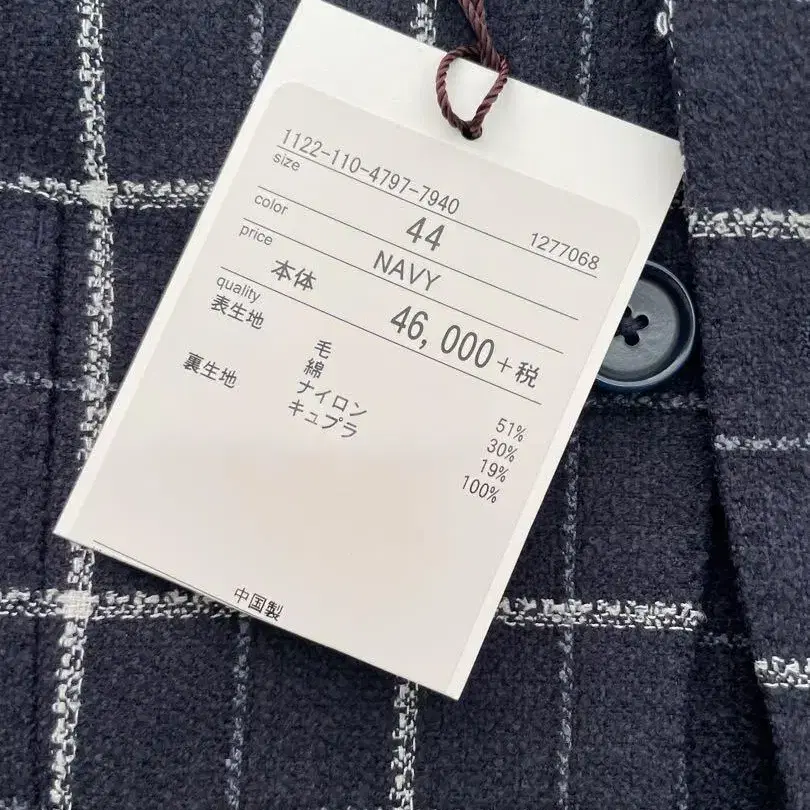 1122-110-4797-7940 1277068
size 44
color NAVY
price 本体 46,000+税
quality
表生地 毛 51%
綿 30%
ナイロン 19%
裏生地 キュプラ 100%
中国製